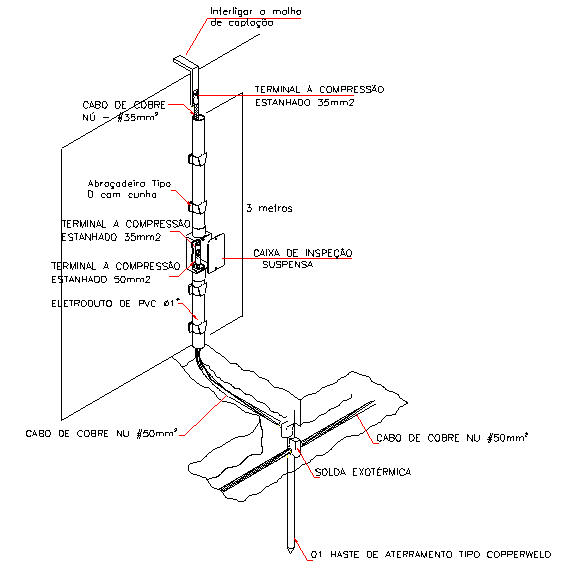 Interligar a malha
de captação
TERMINAL À COMPRESSÃO
ESTANHADO 35mm2
CABO DE COBRE
NÚ - #35mm²
Abraçadeira Tipo
D com cunha
3 metros
TERMINAL À COMPRESSÃO
ESTANHADO 35mm2
CAIXA DE INSPEÇÃO
SUSPENSA
TERMINAL À COMPRESSÃO
ESTANHADO 50mm2
ELETRODUTO DE PVC Ø1"
CABO DE COBRE NU #50mm²
CABO DE COBRE NU #50mm²
SOLDA EXOTÉRMICA
01 HASTE DE ATERRAMENTO TIPO COPPERWELD